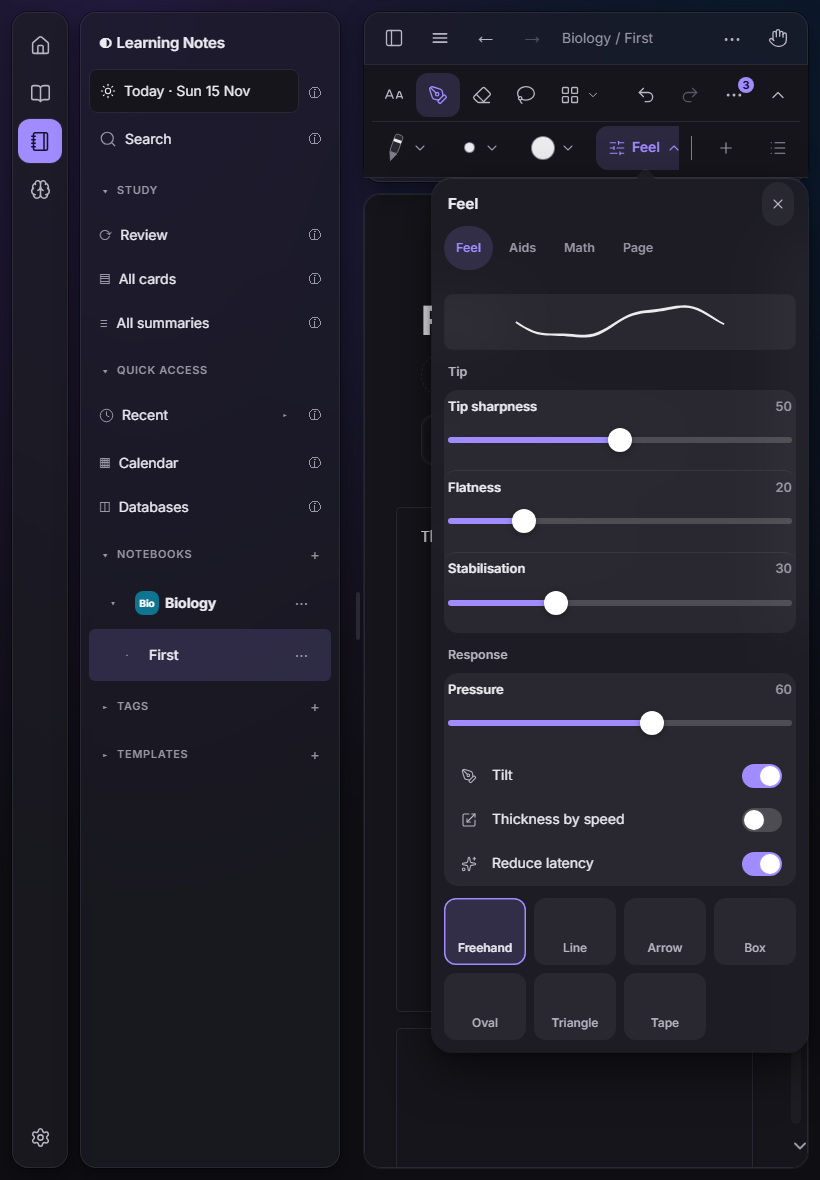 Learning Notes
Today · Sun 15 Nov
Search
STUDY
Review
All cards
All summaries
QUICK ACCESS
Recent
Calendar
Databases
NOTEBOOKS
Bio Biology
First
TAGS
TEMPLATES
Biology / First
AA
3
Feel
Feel
Feel Aids Math Page
Tip
Tip sharpness 50
Flatness 20
Stabilisation 30
Response
Pressure 60
Tilt
Thickness by speed
Reduce latency
Freehand Line Arrow Box
Oval Triangle Tape